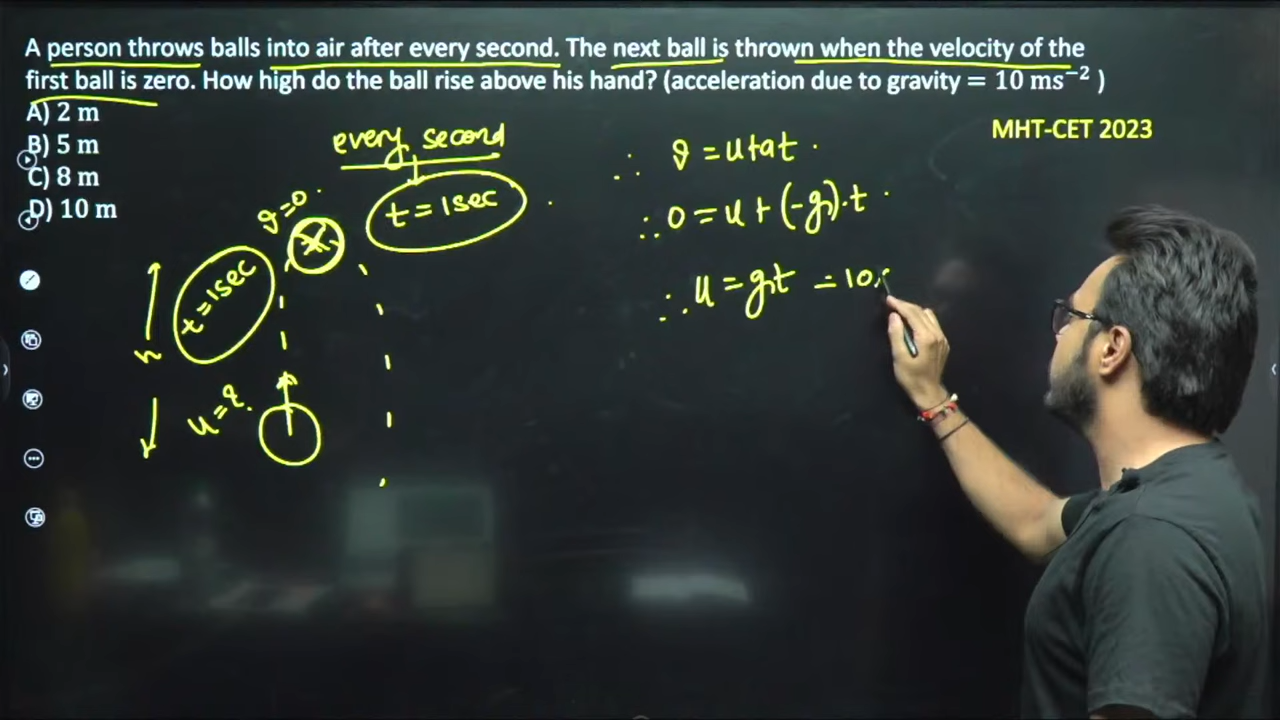 A person throws balls into air after every second. The next ball is thrown when the velocity of the
first ball is zero. How high do the ball rise above his hand? (acceleration due to gravity = 10 ms⁻² )
A) 2 m
B) 5 m
C) 8 m
D) 10 m
MHT-CET 2023
every second
t = 1sec
v=0
t = 1sec
h
u=?
∴ v = u+at
∴ 0 = u + (-g).t
∴ u = gt = 10